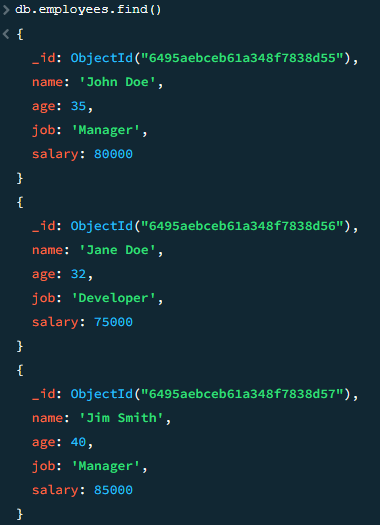 > db.employees.find()
< {
_id: ObjectId("6495aebceb61a348f7838d55"),
name: 'John Doe',
age: 35,
job: 'Manager',
salary: 80000
}
{
_id: ObjectId("6495aebceb61a348f7838d56"),
name: 'Jane Doe',
age: 32,
job: 'Developer',
salary: 75000
}
{
_id: ObjectId("6495aebceb61a348f7838d57"),
name: 'Jim Smith',
age: 40,
job: 'Manager',
salary: 85000
}